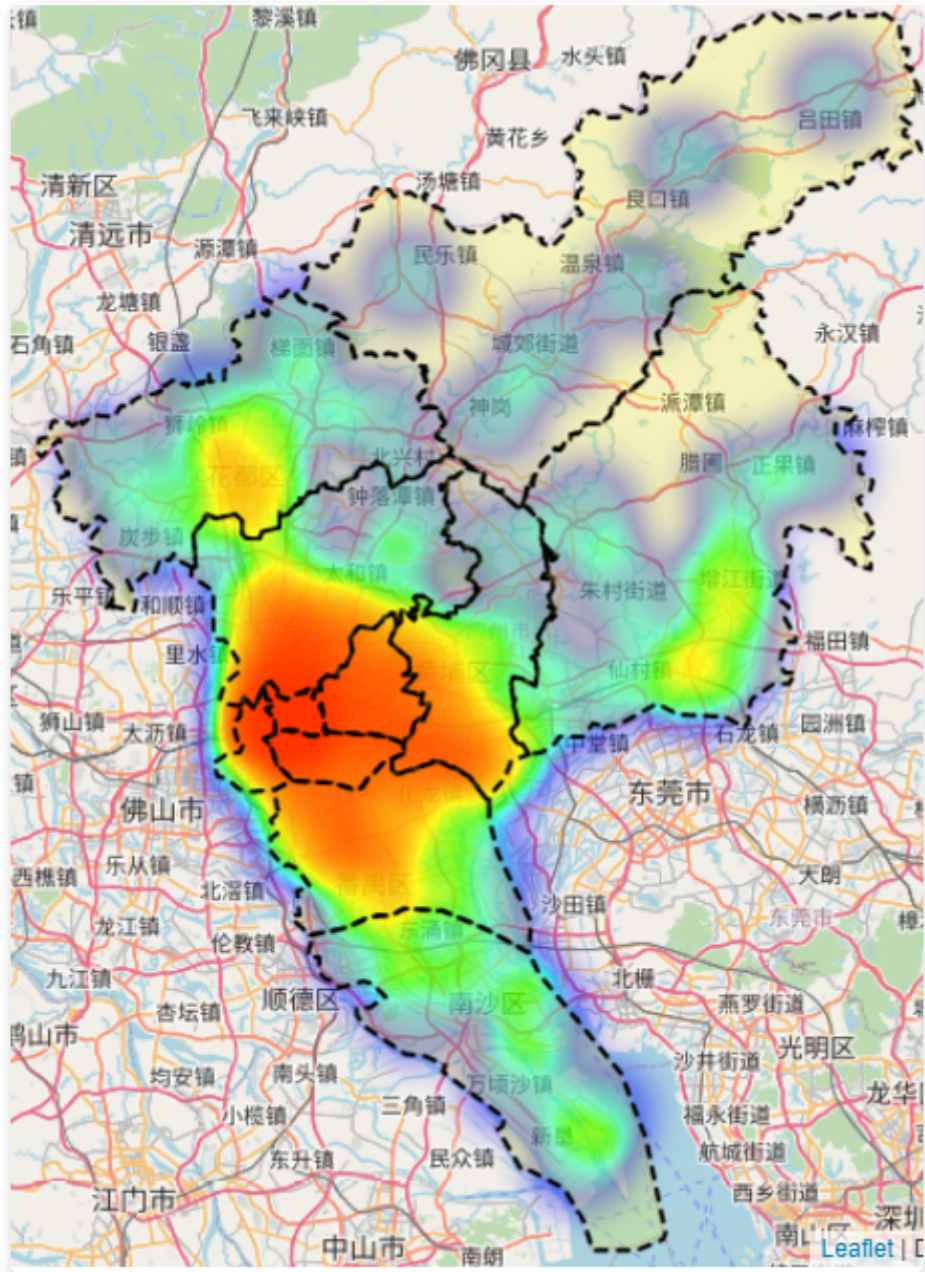 黎溪镇
佛冈县
水头镇
飞来峡镇
黄花乡
吕田镇
清新区
汤塘镇
良口镇
清远市
源潭镇
民乐镇
温泉镇
龙塘镇
石角镇
银盏
梯面镇
城郊街道
永汉镇
神岗
派潭镇
狮岭镇
麻榨镇
花都区
北兴村
腊圃
正果镇
钟落潭镇
炭步镇
太和镇
增江街道
朱村街道
乐平镇
和顺镇
广州市
福田镇
里水镇
黄埔区
仙村镇
狮山镇
大沥镇
中堂镇
石龙镇
园洲镇
佛山市
东莞市
横沥镇
乐从镇
西樵镇
北滘镇
番禺区
大朗
沙田镇
东莞市
龙江镇
伦教镇
东涌镇
九江镇
北栅
顺德区
南沙区
燕罗街道
杏坛镇
鹤山市
沙井街道
光明区
均安镇
南头镇
万顷沙镇
龙华
小榄镇
三角镇
福永街道
新垦
东升镇
民众镇
航城街道
江门市
西乡街道
深圳
中山市
南朗
南山区
Leaflet | D